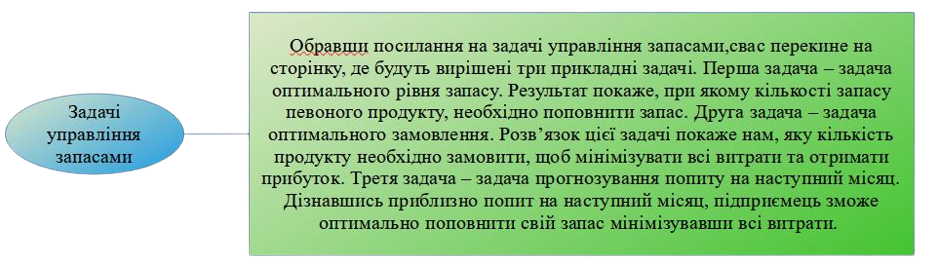 Задачі
управління
запасами
Обравши посилання на задачі управління запасами,свас перекине на
сторінку, де будуть вирішені три прикладні задачі. Перша задача – задача
оптимального рівня запасу. Результат покаже, при якому кількості запасу
певоного продукту, необхідно поповнити запас. Друга задача – задача
оптимального замовлення. Розв’язок цієї задачі покаже нам, яку кількість
продукту необхідно замовити, щоб мінімізувати всі витрати та отримати
прибуток. Третя задача – задача прогнозування попиту на наступний місяц.
Дізнавшись приблизно попит на наступний місяц, підприємець зможе
оптимально поповнити свій запас мінімізувавши всі витрати.